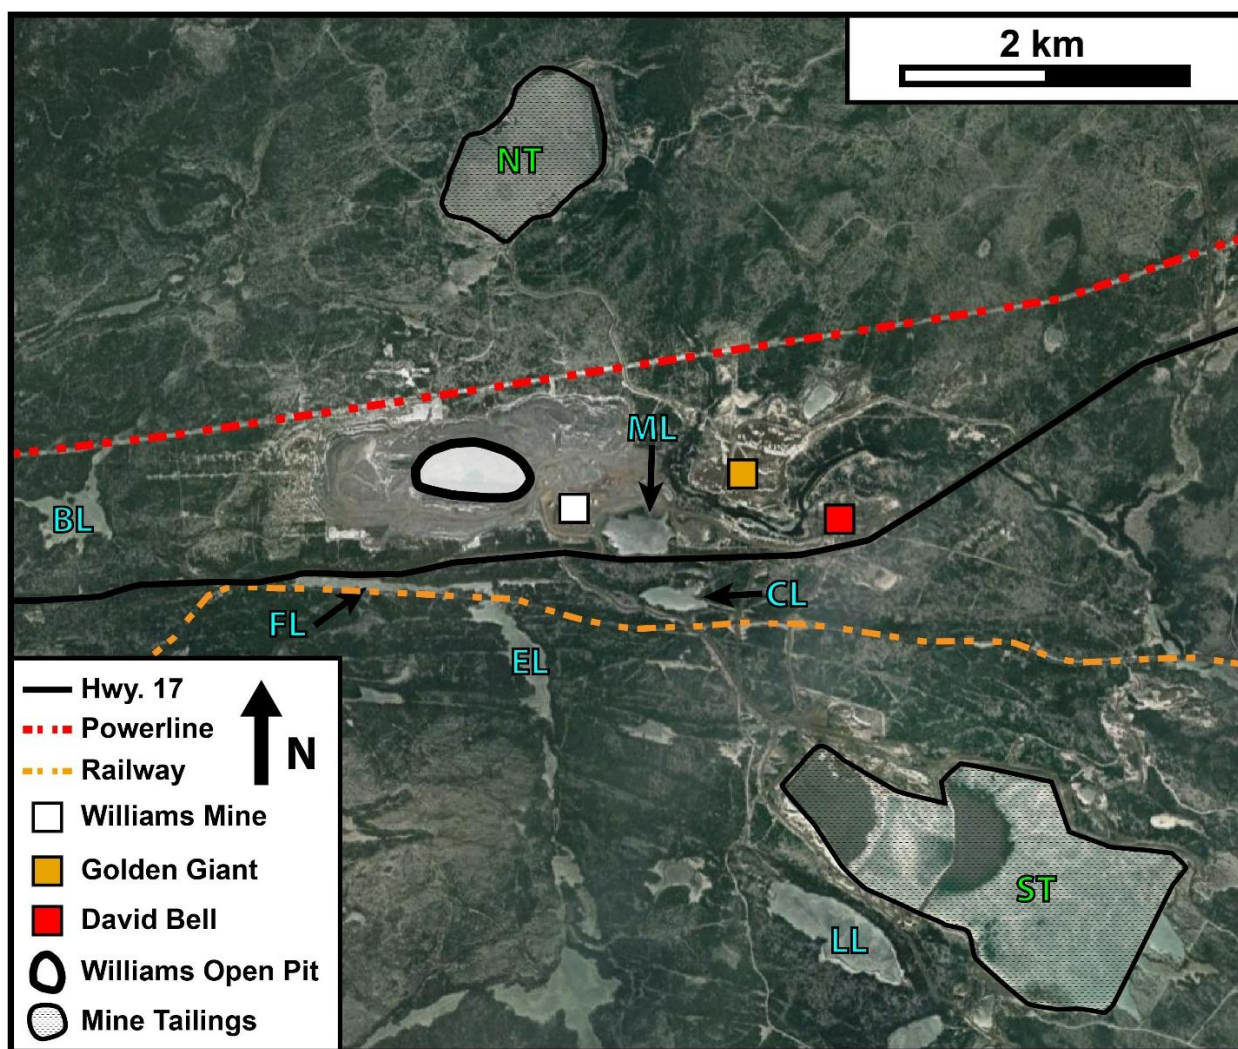 2 km
NT
ML
BL
CL
FL
EL
Hwy. 17
Powerline
Railway
N
Williams Mine
Golden Giant
David Bell
Williams Open Pit
Mine Tailings
ST
LL